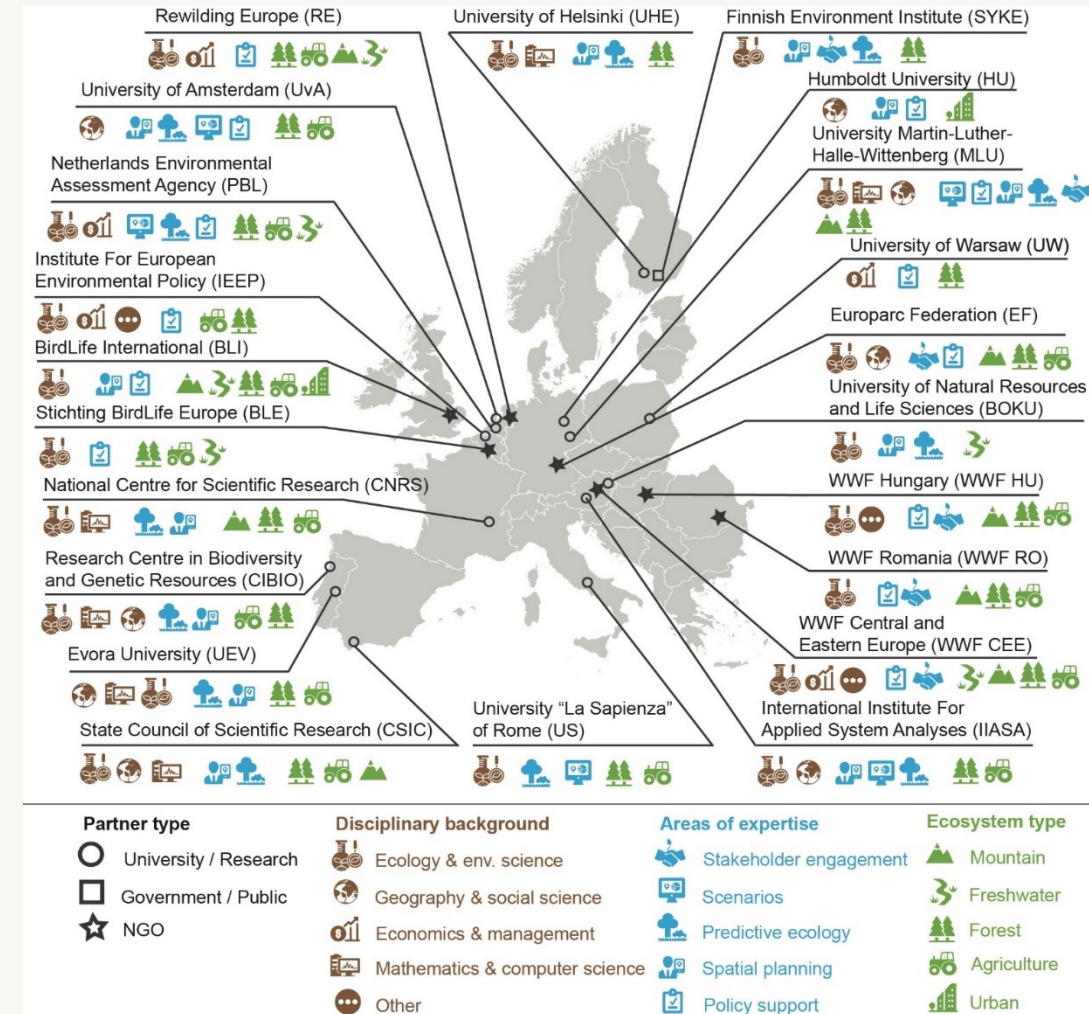 Rewilding Europe (RE)
University of Amsterdam (UvA)
Netherlands Environmental
Assessment Agency (PBL)
Institute For European
Environmental Policy (IEEP)
BirdLife International (BLI)
Stichting BirdLife Europe (BLE)
National Centre for Scientific Research (CNRS)
Research Centre in Biodiversity
and Genetic Resources (CIBIO)
Evora University (UEV)
State Council of Scientific Research (CSIC)
University of Helsinki (UHE)
University "La Sapienza"
of Rome (US)
Finnish Environment Institute (SYKE)
Humboldt University (HU)
University Martin-Luther-
Halle-Wittenberg (MLU)
University of Warsaw (UW)
Europarc Federation (EF)
University of Natural Resources
and Life Sciences (BOKU)
WWF Hungary (WWF HU)
WWF Romania (WWF RO)
WWF Central and
Eastern Europe (WWF CEE)
International Institute For
Applied System Analyses (IIASA)
Partner type
University / Research
Government / Public
NGO
Disciplinary background
Ecology & env. science
Geography & social science
Economics & management
Mathematics & computer science
Other
Areas of expertise
Stakeholder engagement
Scenarios
Predictive ecology
Spatial planning
Policy support
Ecosystem type
Mountain
Freshwater
Forest
Agriculture
Urban